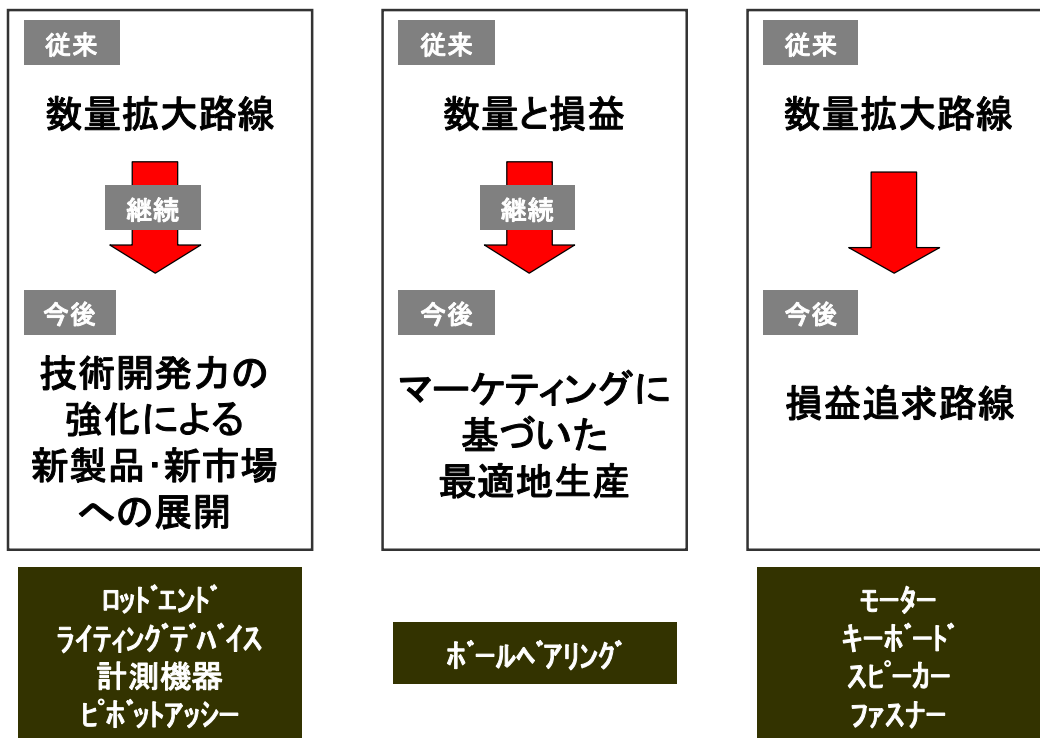 従来
数量拡大路線
継続
今後
技術開発力の
強化による
新製品・新市場
への展開
ﾛｯﾄﾞｴﾝﾄﾞ
ﾗｲﾃｨﾝｸﾞﾃﾞﾊﾞｲｽ
計測機器
ﾋﾟﾎﾞｯﾄｱｯｼｰ
従来
数量と損益
継続
今後
マーケティングに
基づいた
最適地生産
ﾎﾞｰﾙﾍﾞｱﾘﾝｸﾞ
従来
数量拡大路線
今後
損益追求路線
ﾓｰﾀｰ
ｷｰﾎﾞｰﾄﾞ
ｽﾋﾟｰｶｰ
ﾌｧｽﾅｰ